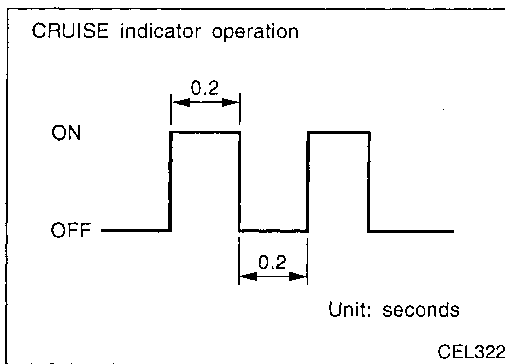 CRUISE indicator operation
0.2
ON
OFF
0.2
Unit: seconds
CEL322